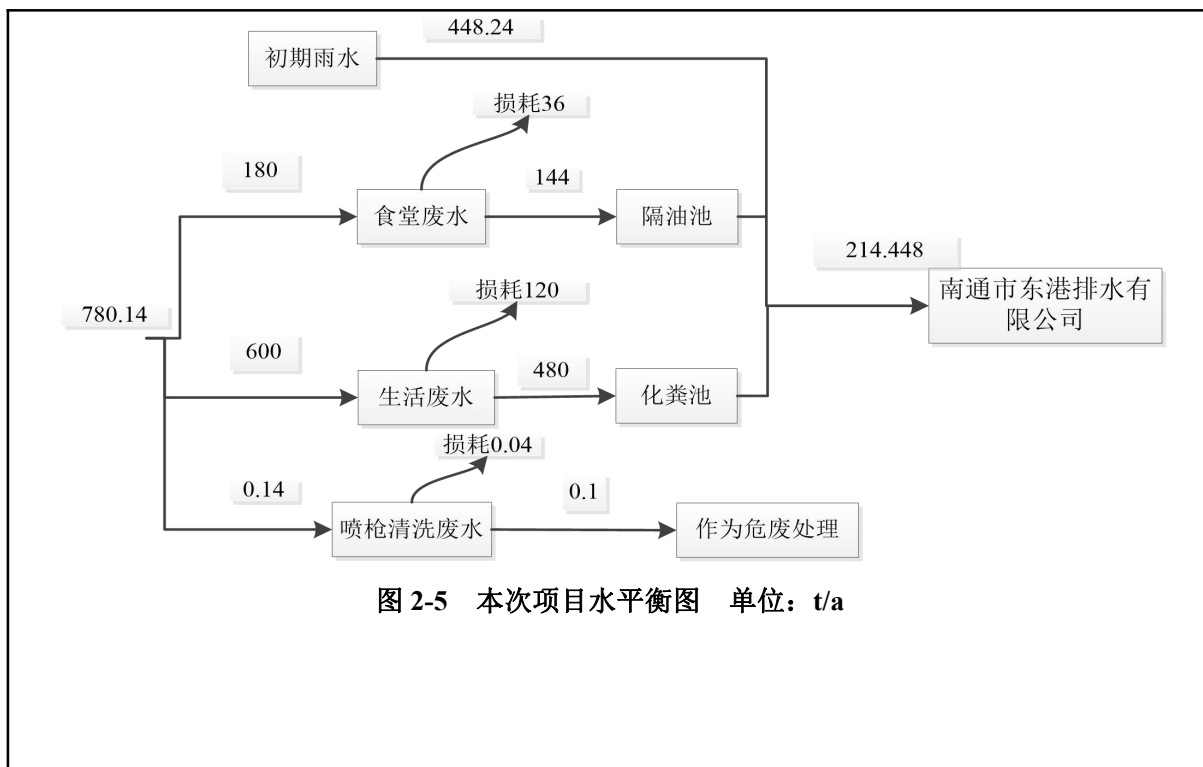 448.24
初期雨水
损耗36
180
144
食堂废水
隔油池
214.448
损耗120
南通市东港排水有
限公司
780.14
600
480
生活废水
化粪池
损耗0.04
0.14
0.1
喷枪清洗废水
作为危废处理
图 2-5 本次项目水平衡图 单位：t/a